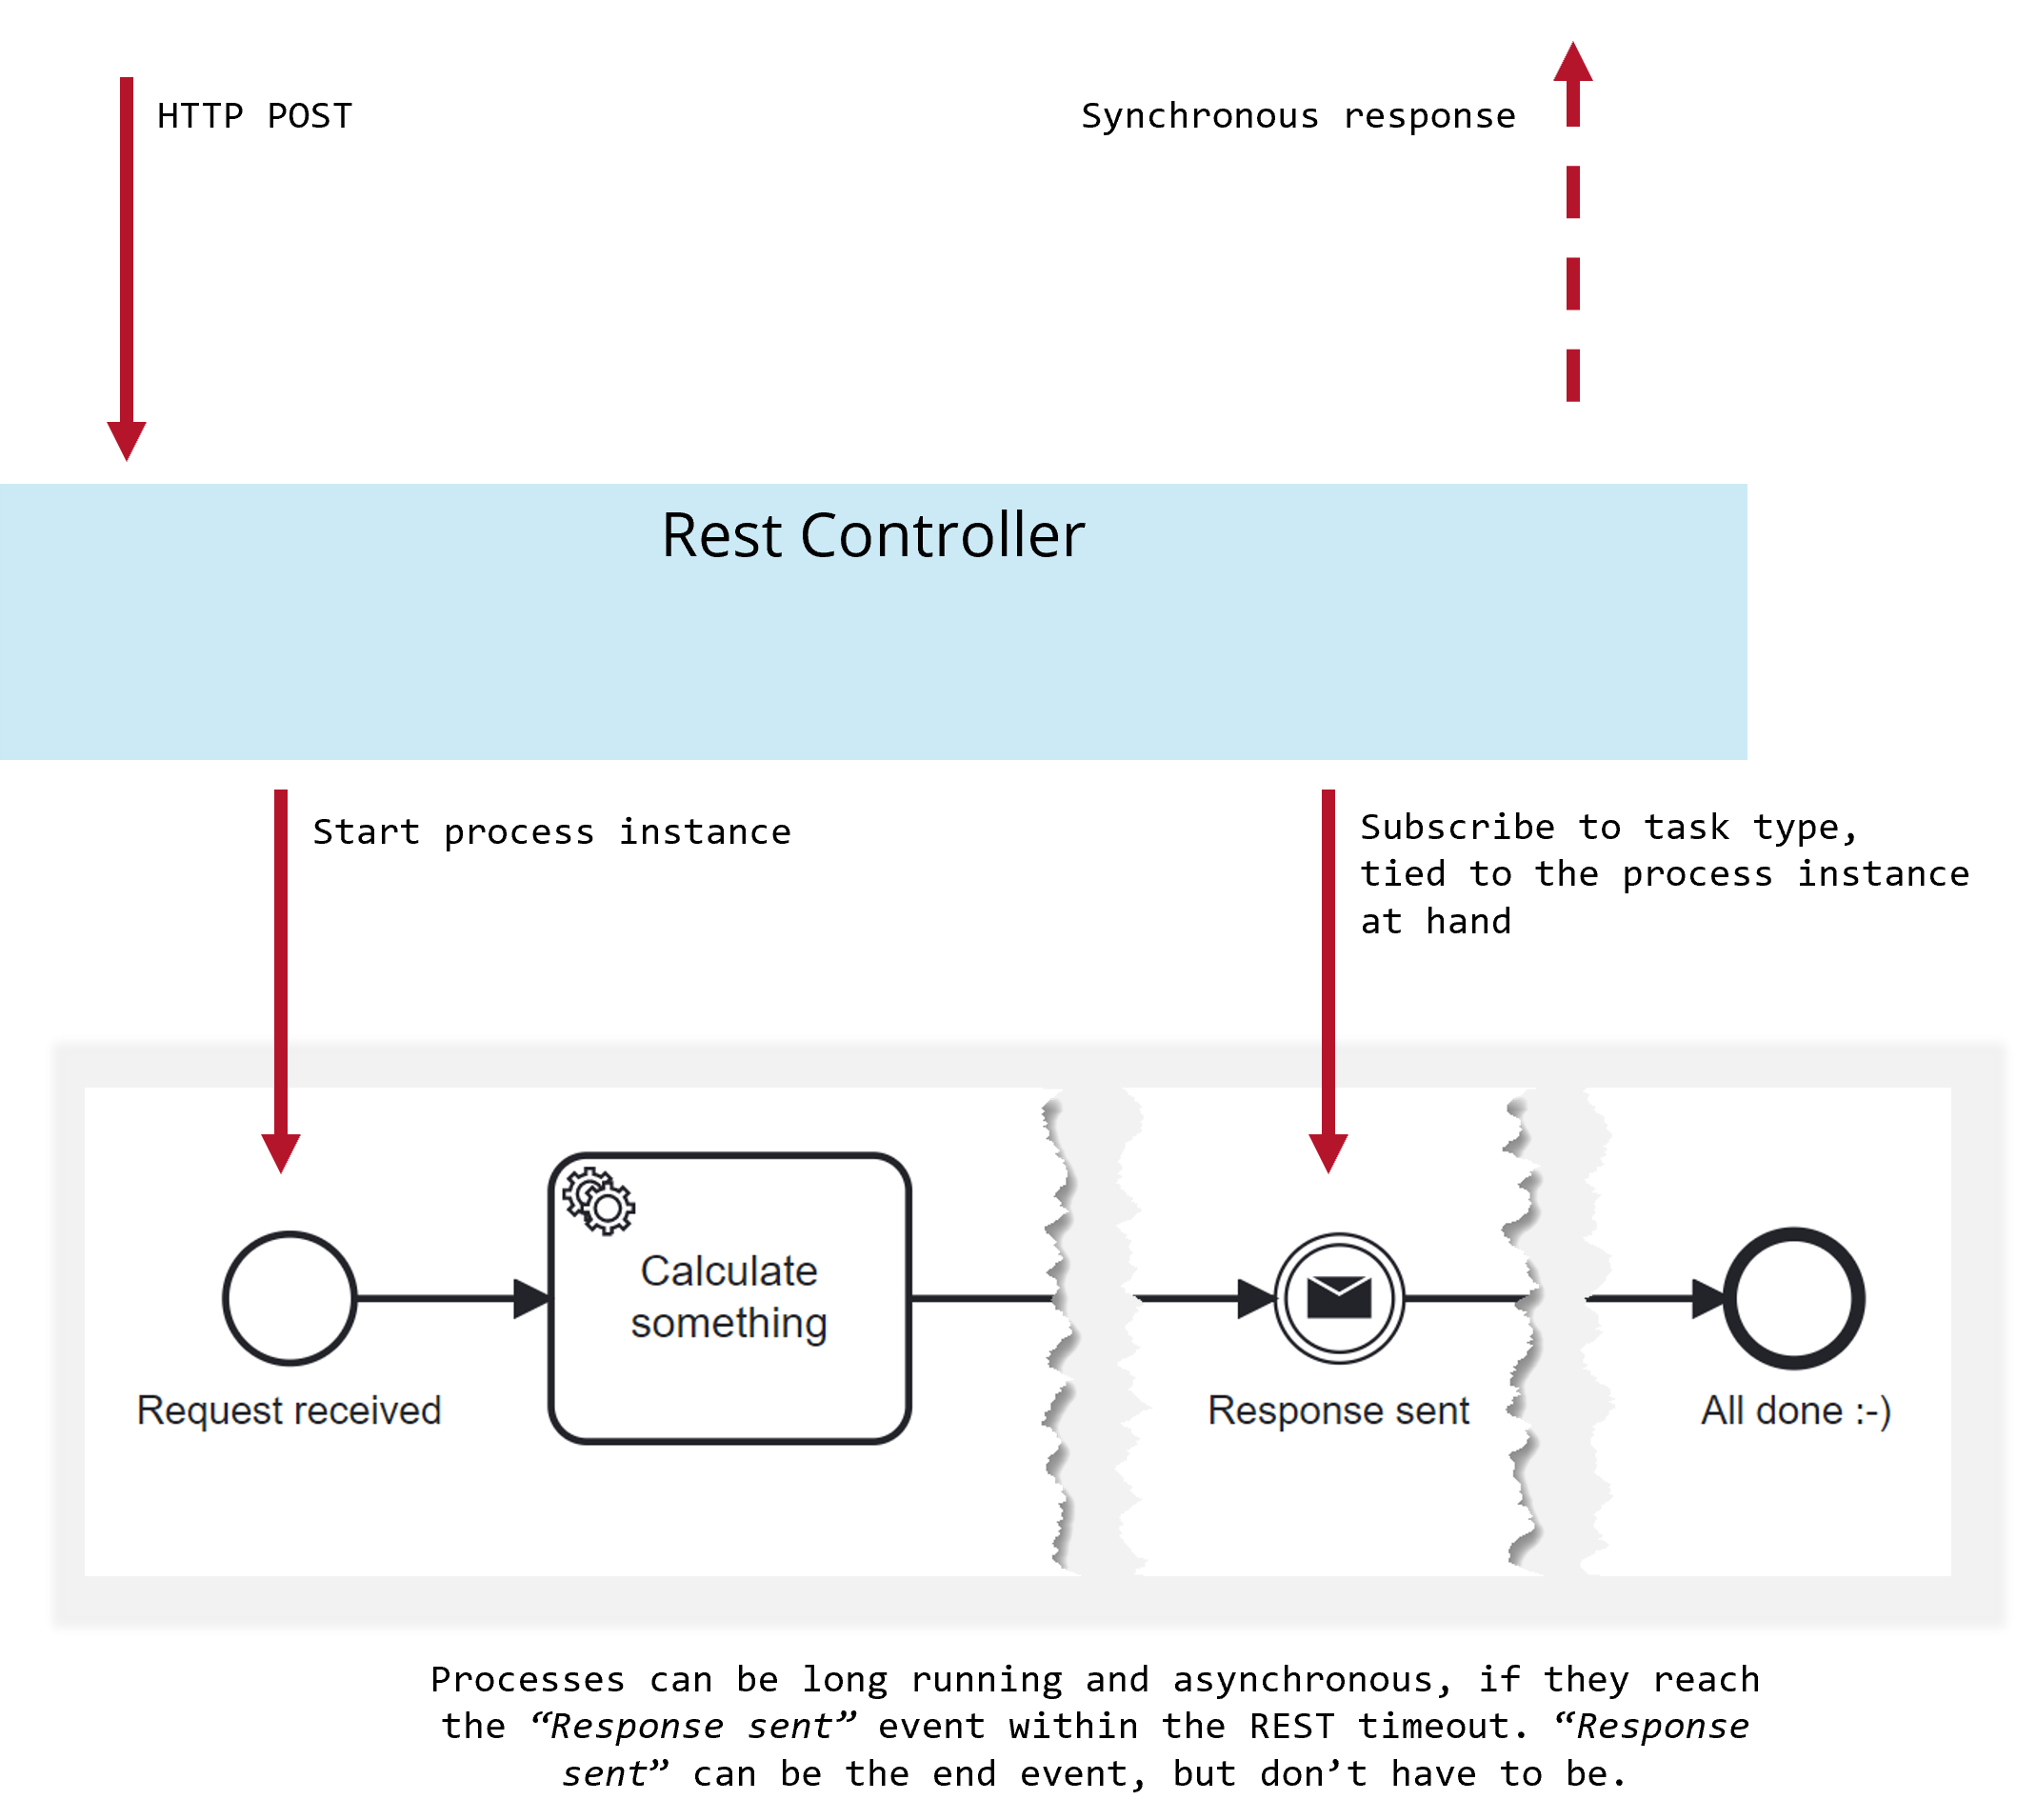 HTTP POST
Synchronous response
Rest Controller
Start process instance
Subscribe to task type,
tied to the process instance
at hand
Calculate
something
Request received
Response sent
All done :-)
Processes can be long running and asynchronous, if they reach
the “Response sent” event within the REST timeout. “Response
sent” can be the end event, but don’t have to be.